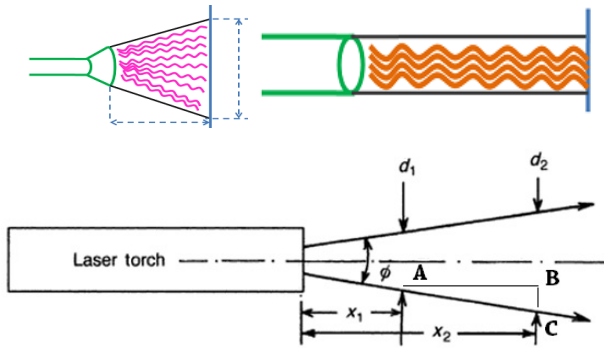 d1 d2
Laser torch ϕ A B
x1
x2 C